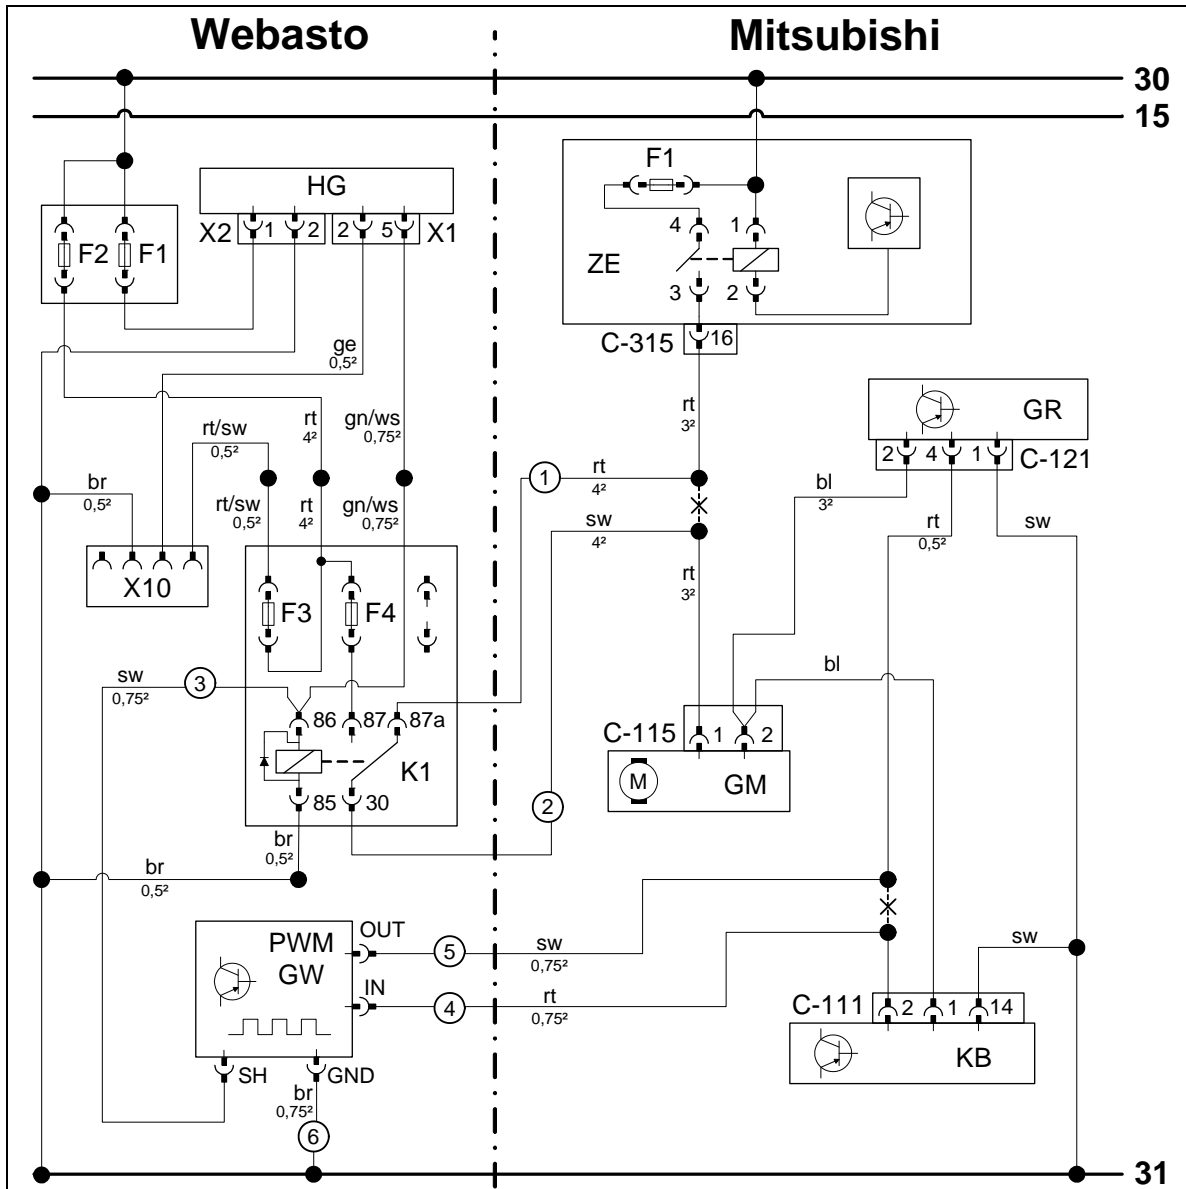 Webasto
Mitsubishi
30
15
HG
F1
X2 1 2 2 5 X1
F2 F1
4 1
ZE
3 2
C-315 16
ge
0,5²
rt
3²
GR
2 4 1 C-121
rt/sw
0,5²
rt
4²
gn/ws
0,75²
br
0,5²
rt/sw
0,5²
rt
4²
gn/ws
0,75²
1
rt
4²
sw
4²
bl
3²
rt
0,5²
sw
X10
rt
3²
F3 F4
sw
0,75²
3
bl
86 87 87a
C-115 1 2
K1
M
GM
85 30
2
br
0,5²
br
0,5²
OUT
PWM
GW
IN
5
sw
0,75²
sw
4
rt
0,75²
C-111 2 1 14
KB
SH GND
br
0,75²
6
31